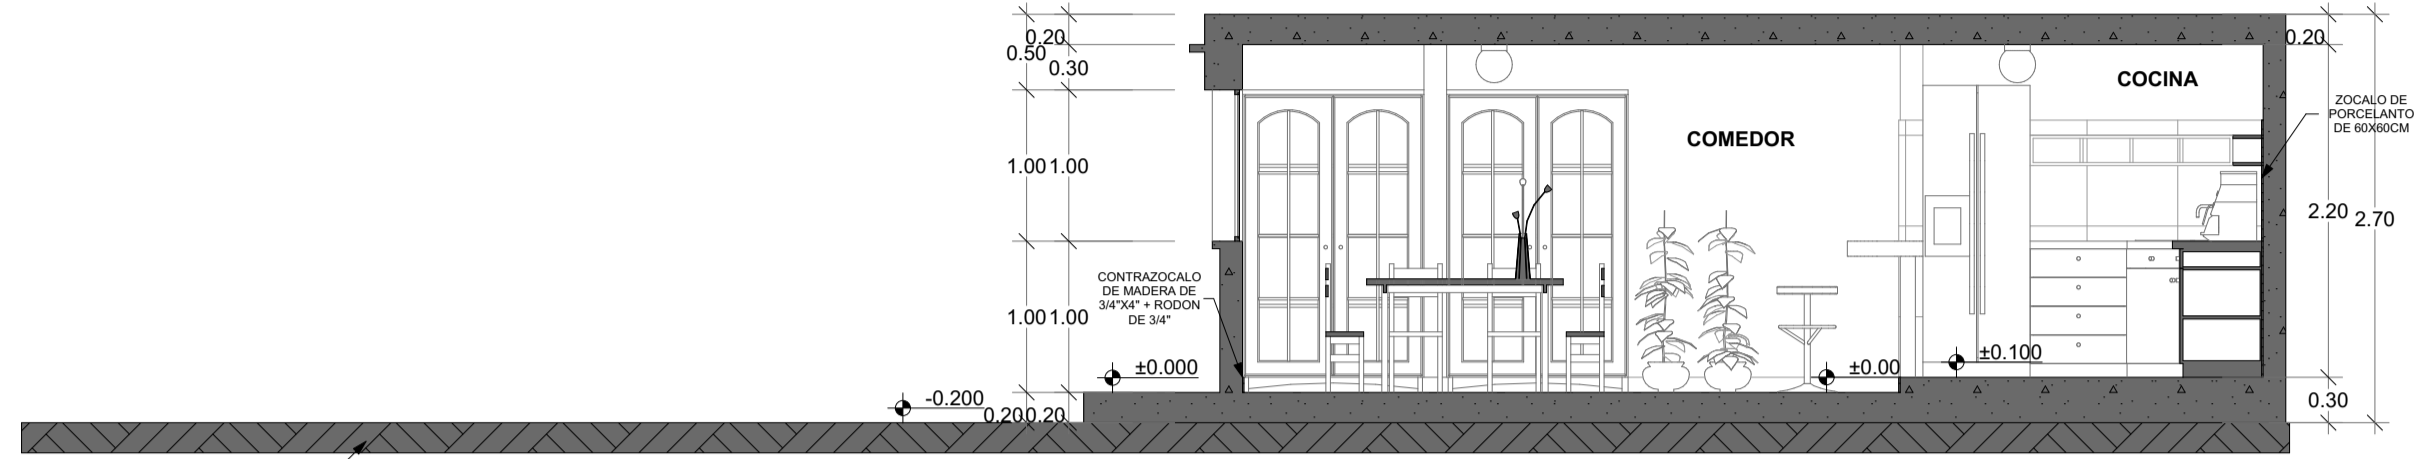 0.20
0.50
0.30
0.20
COCINA
ZOCALO DE
PORCELANTO
DE 60X60CM
COMEDOR
1.00
1.00
2.20
2.70
CONTRAZOCALO
DE MADERA DE
3/4"X4" + RODON
DE 3/4"
1.00
1.00
±0.000
±0.00
±0.100
-0.200
0.20
0.20
0.30